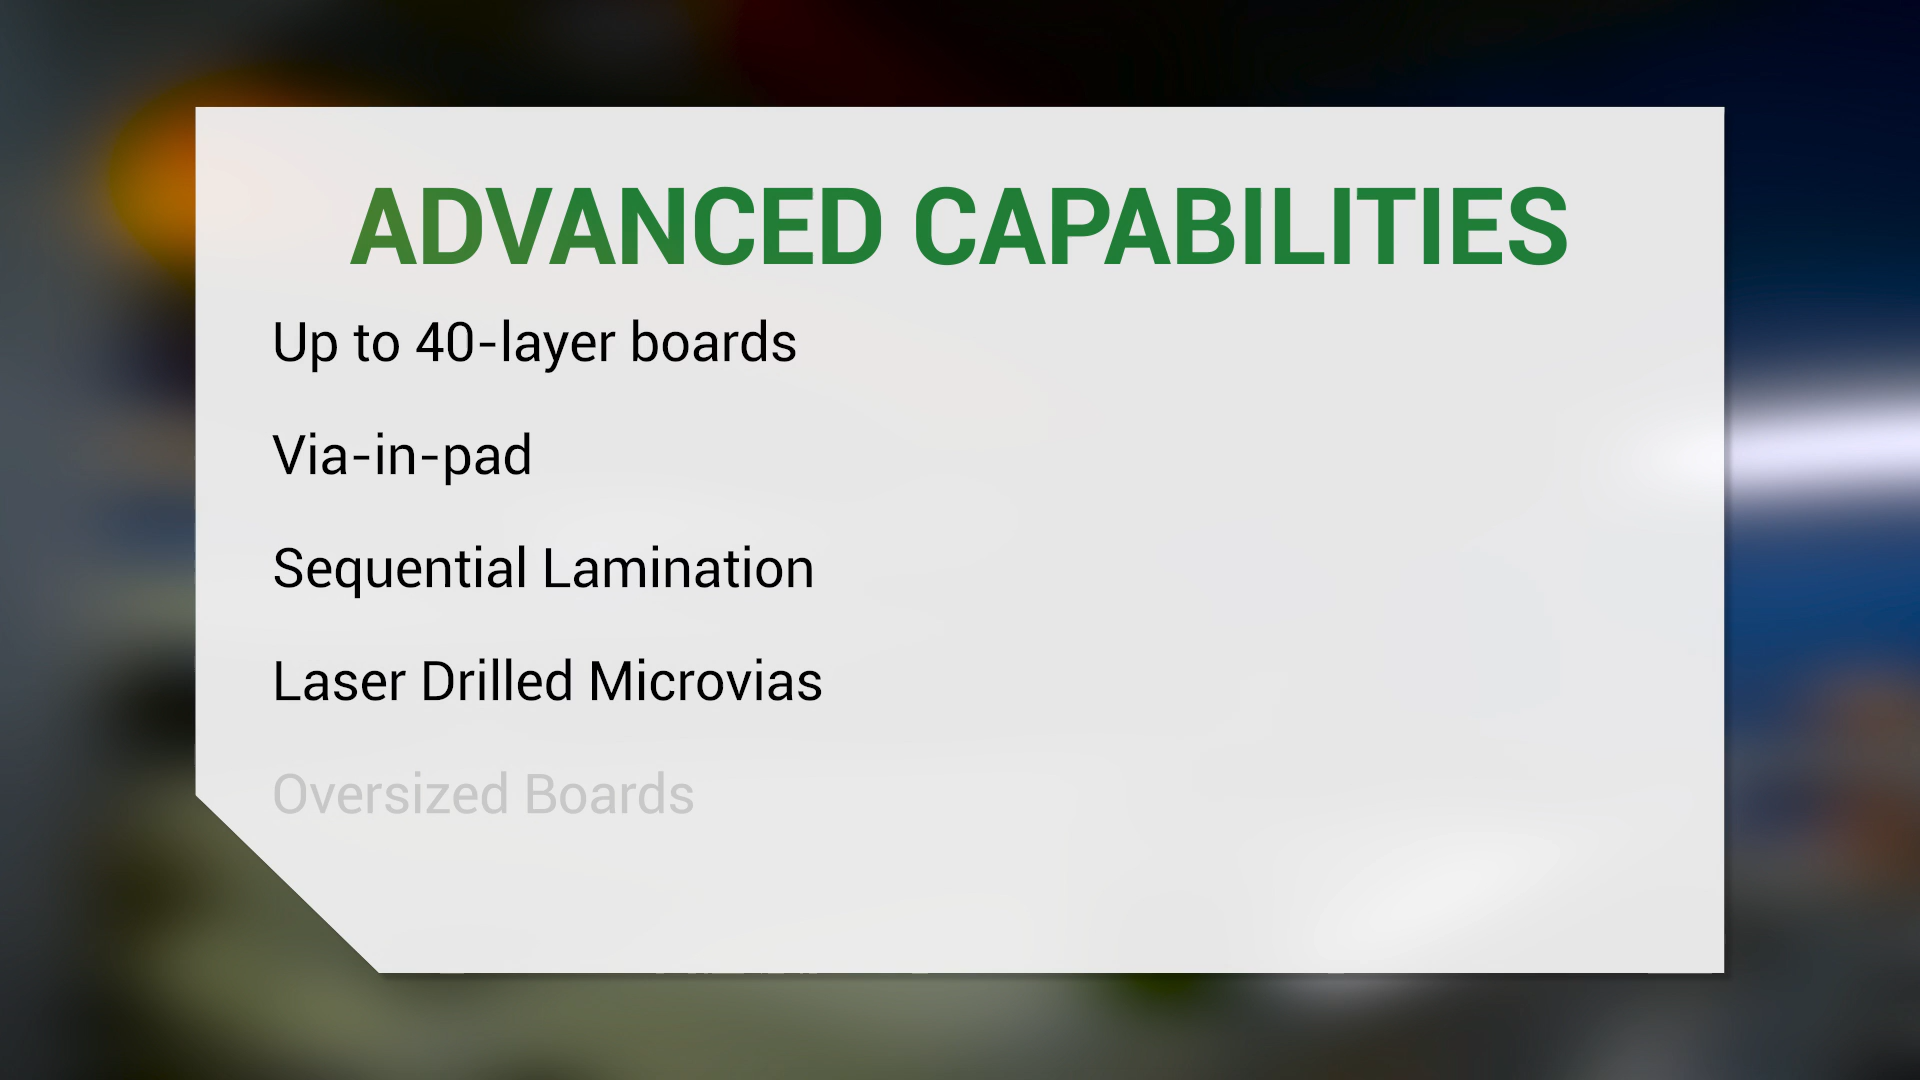 ADVANCED CAPABILITIES
Up to 40-layer boards
Via-in-pad
Sequential Lamination
Laser Drilled Microvias
Oversized Boards